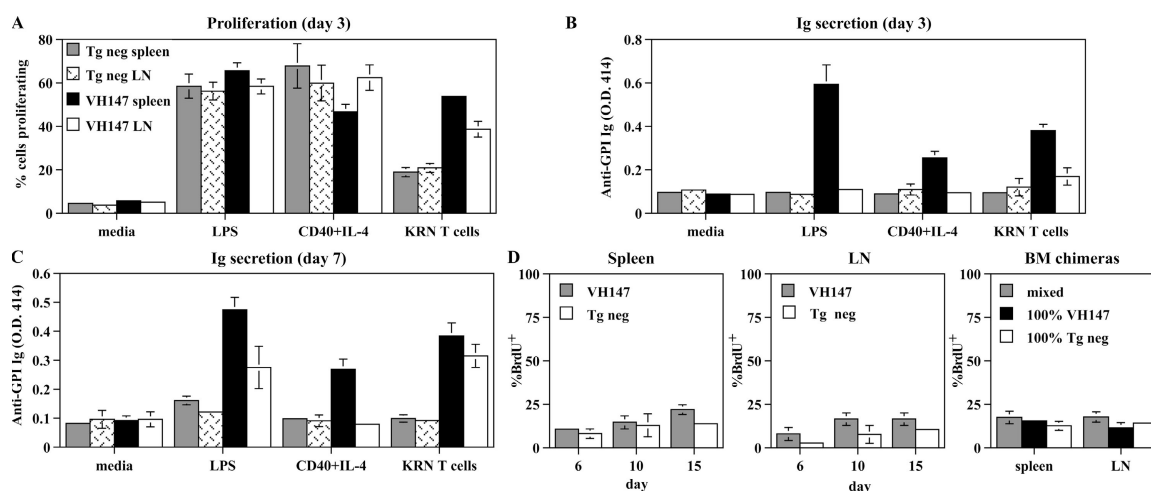 A
Proliferation (day 3)
% cells proliferating
80
60
40
20
0
Tg neg spleen
Tg neg LN
VH147 spleen
VH147 LN
media
LPS
CD40+IL-4
KRN T cells
B
Ig secretion (day 3)
Anti-GPI Ig (O.D. 414)
0.8
0.6
0.4
0.2
0
media
LPS
CD40+IL-4
KRN T cells
C
Ig secretion (day 7)
Anti-GPI Ig (O.D. 414)
0.6
0.5
0.4
0.3
0.2
0.1
0
media
LPS
CD40+IL-4
KRN T cells
D
Spleen
%BrdU+
100
75
50
25
0
VH147
Tg neg
6
10
15
day
LN
%BrdU+
100
75
50
25
0
VH147
Tg neg
6
10
15
day
BM chimeras
%BrdU+
100
75
50
25
0
mixed
100% VH147
100% Tg neg
spleen
LN